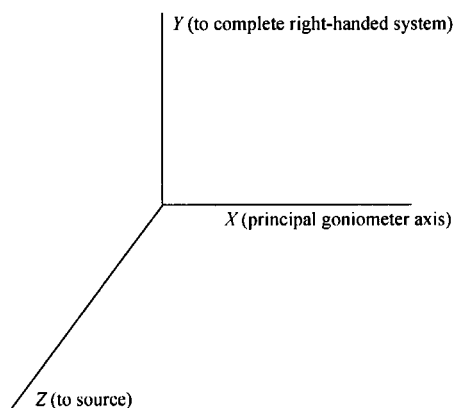 Y (to complete right-handed system)
X (principal goniometer axis)
Z (to source)